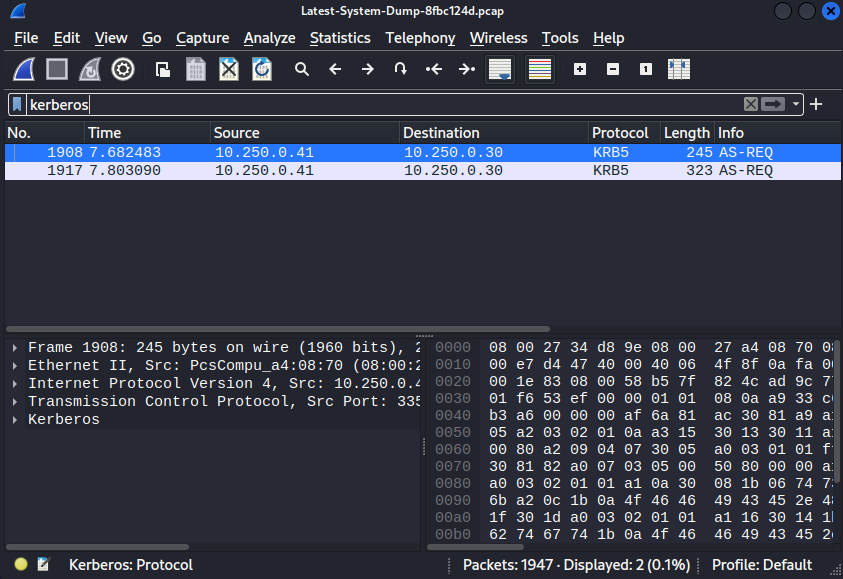 Latest-System-Dump-8fbc124d.pcap
File Edit View Go Capture Analyze Statistics Telephony Wireless Tools Help
kerberos
No. Time Source Destination Protocol Length Info
1908 7.682483 10.250.0.41 10.250.0.30 KRB5 245 AS-REQ
1917 7.803090 10.250.0.41 10.250.0.30 KRB5 323 AS-REQ
Frame 1908: 245 bytes on wire (1960 bits), 2
Ethernet II, Src: PcsCompu_a4:08:70 (08:00:2
Internet Protocol Version 4, Src: 10.250.0.4
Transmission Control Protocol, Src Port: 335
Kerberos
0000 08 00 27 34 d8 9e 08 00 27 a4 08 70 08
0010 00 e7 d4 47 40 00 40 06 4f 8f 0a fa 00
0020 00 1e 83 08 00 58 b5 7f 82 4c ad 9c 77
0030 01 f6 53 ef 00 00 01 01 08 0a a9 33
0040 b3 a6 00 00 00 af 6a 81 ac 30 81 a9
0050 05 a2 03 02 01 0a a3 15 30 13 30 11
0060 00 80 a2 09 04 07 30 05 a0 03 01 01
0070 30 81 82 a0 07 03 05 00 50 80 00 00
0080 a0 03 02 01 01 a1 0a 30 08 1b 06 74
0090 6b a2 0c 1b 0a 4f 46 46 49 43 45 2e
00a0 1f 30 1d a0 03 02 01 01 a1 16 30 14
00b0 62 74 67 74 1b 0a 4f 46 46 49 43 45
Kerberos: Protocol
Packets: 1947 · Displayed: 2 (0.1%)
Profile: Default